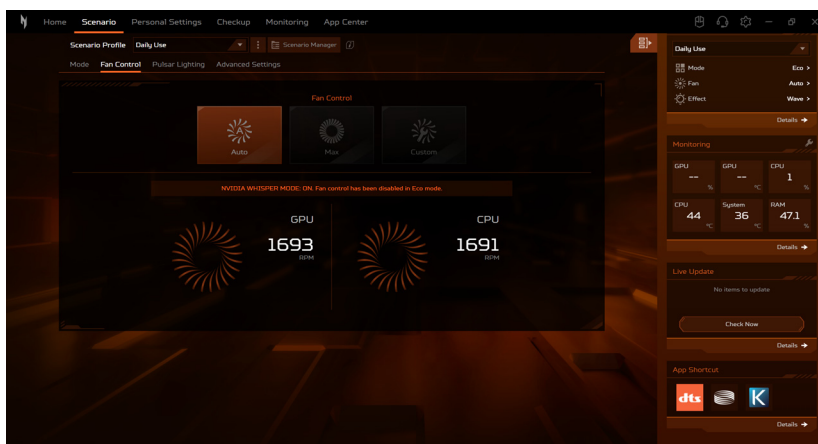 Home Scenario Personal Settings Checkup Monitoring App Center
Scenario Profile Daily Use Scenario Manager i
Mode Fan Control Pulsar Lighting Advanced Settings
Fan Control
A
Auto Max Custom
NVIDIA WHISPER MODE: ON. Fan control has been disabled in Eco mode.
GPU
1693
RPM
CPU
1691
RPM
Daily Use
Mode Eco >
Fan Auto >
Effect Wave >
Details
Monitoring
GPU GPU CPU
-- -- 1
% °C %
CPU System RAM
44 36 47.1
°C °C %
Details
Live Update
No items to update
Check Now
Details
App Shortcut
dts K
Details